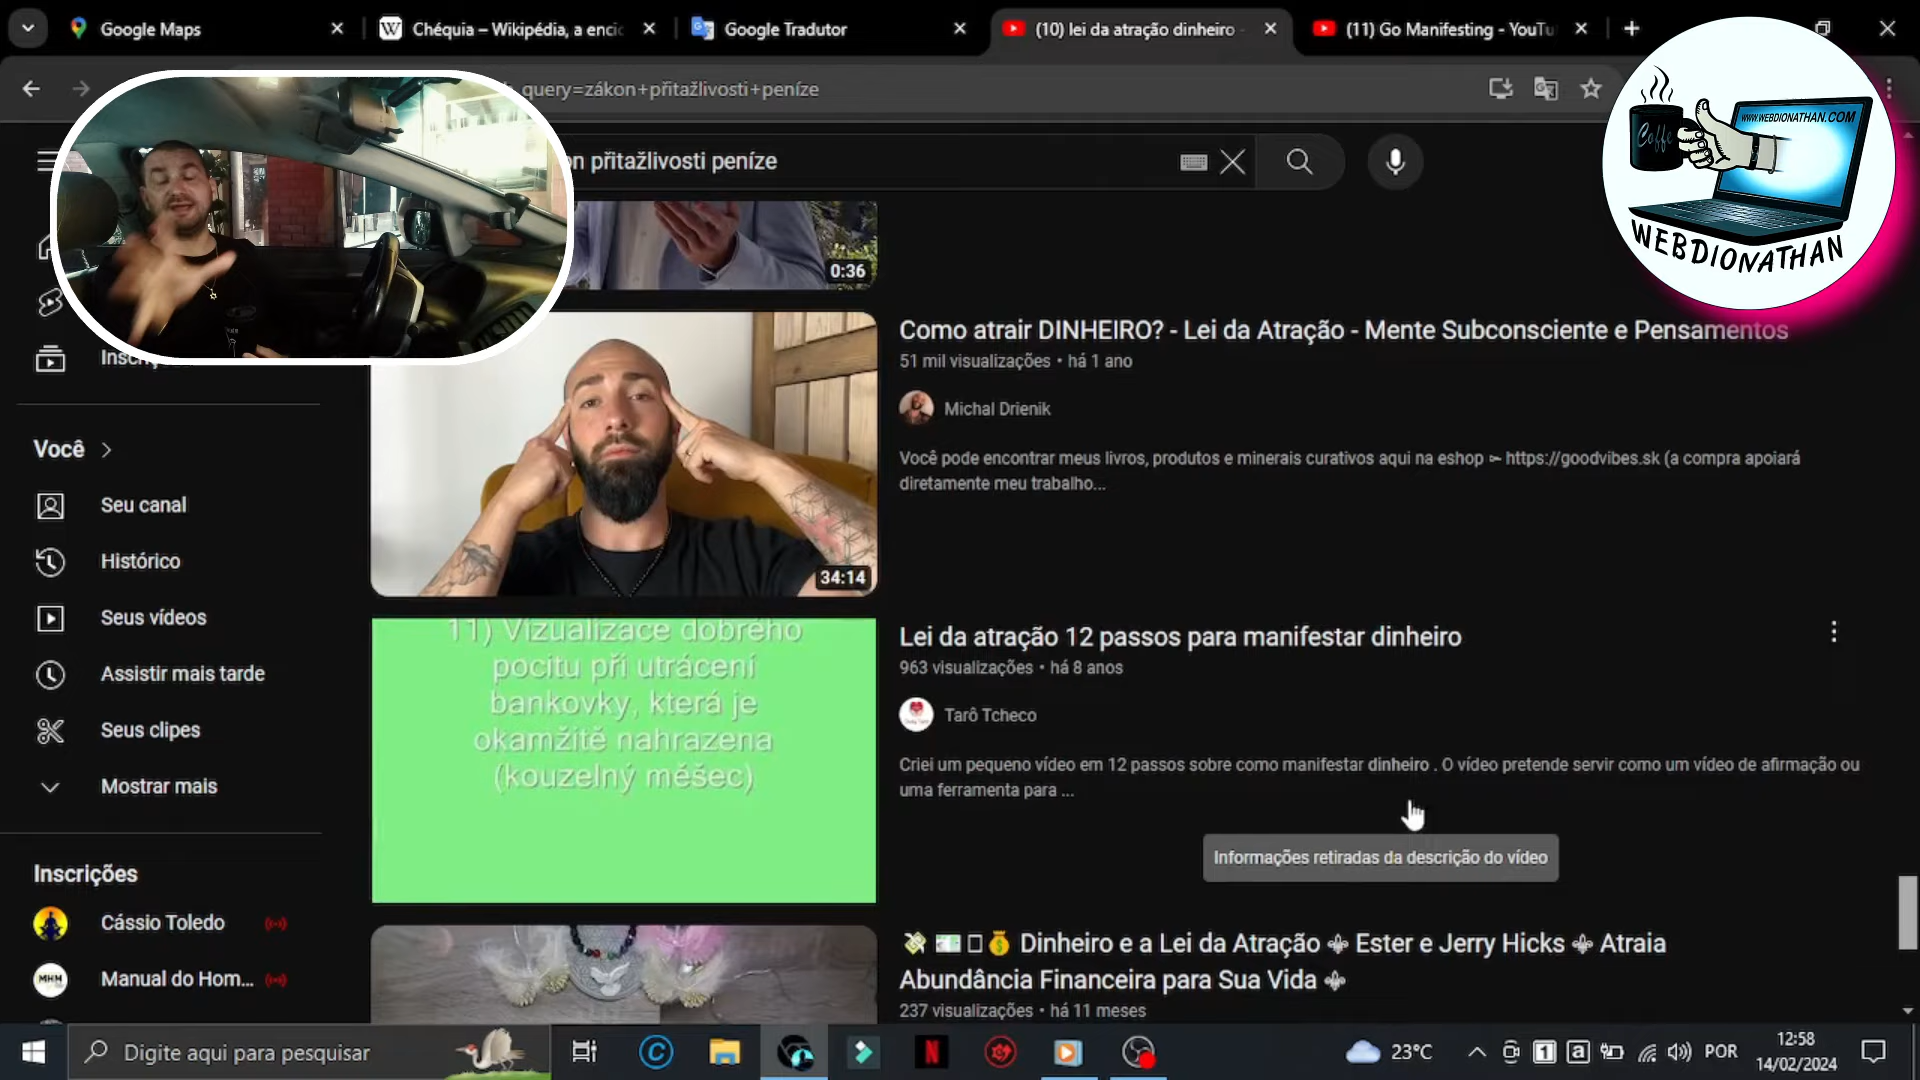 Google Maps
Chéquia – Wikipédia, a enci
Google Tradutor
(10) lei da atração dinheiro -
(11) Go Manifesting - YouTu
query=zákon+přitažlivosti+peníze
n přitažlivosti peníze
WWW.WEBDIONATHAN.COM
Coffe
WEBDIONATHAN
0:36
Como atrair DINHEIRO? - Lei da Atração - Mente Subconsciente e Pensamentos
51 mil visualizações • há 1 ano
Michal Drienik
Você pode encontrar meus livros, produtos e minerais curativos aqui na eshop ► https://goodvibes.sk (a compra apoiará
diretamente meu trabalho...
34:14
Você
Seu canal
Histórico
Seus vídeos
Assistir mais tarde
Seus clipes
Mostrar mais
Inscrições
Cássio Toledo
MHM
Manual do Hom...
11) Vizualizace dobrého
pocitu při utrácení
bankovky, která je
okamžitě nahrazena
(kouzelný měšec)
Lei da atração 12 passos para manifestar dinheiro
963 visualizações • há 8 anos
Tarô Tcheco
Criei um pequeno vídeo em 12 passos sobre como manifestar dinheiro . O vídeo pretende servir como um vídeo de afirmação ou
uma ferramenta para ...
Informações retiradas da descrição do vídeo
💸 💵 💰 Dinheiro e a Lei da Atração ⚜ Ester e Jerry Hicks ⚜ Atraia
Abundância Financeira para Sua Vida ⚜
237 visualizações • há 11 meses
Digite aqui para pesquisar
23°C
POR
12:58
14/02/2024